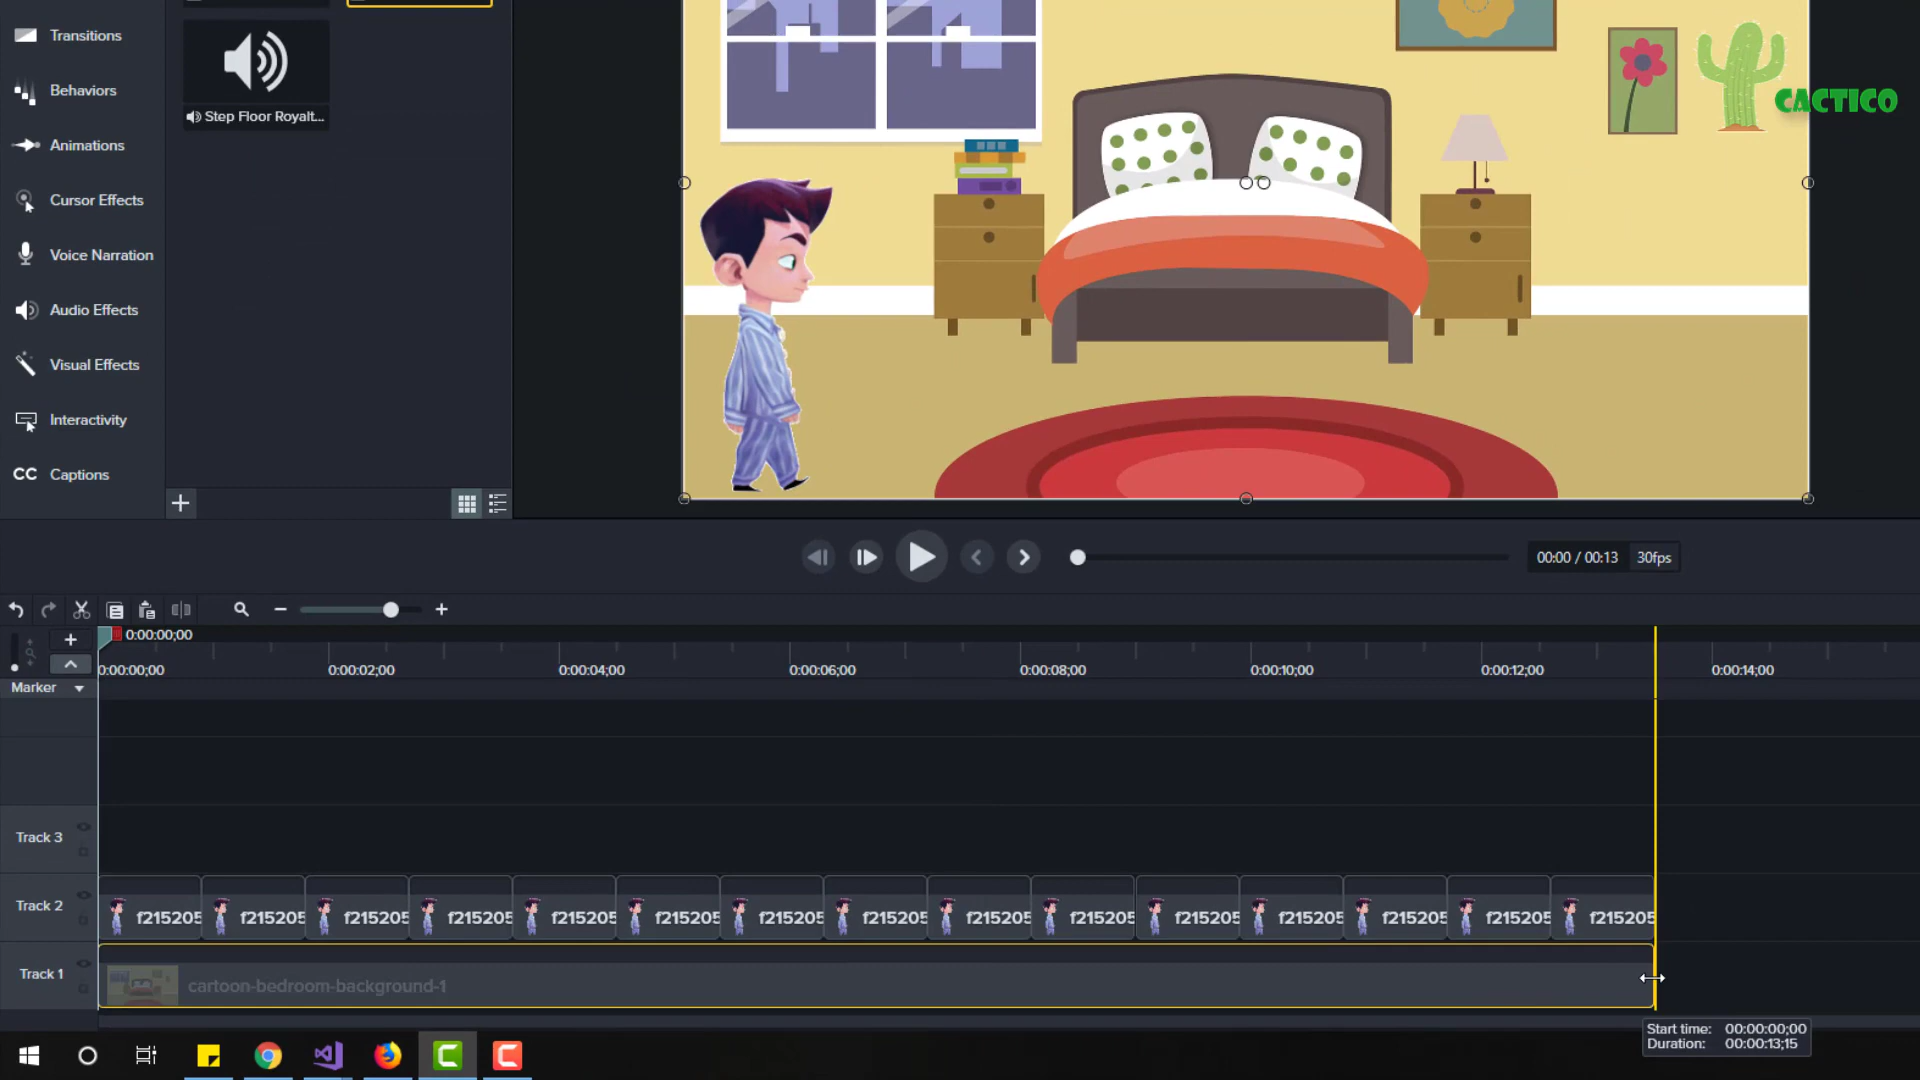 Transitions
Behaviors
Animations
Cursor Effects
Voice Narration
Audio Effects
Visual Effects
Interactivity
CC Captions
Step Floor Royalt...
CACTICO
00:00 / 00:13 30fps
0:00:00;00
0:00:00;00 0:00:02;00 0:00:04;00 0:00:06;00 0:00:08;00 0:00:10;00 0:00:12;00 0:00:14;00
Marker
Track 3
Track 2
f215205 f215205 f215205 f215205 f215205 f215205 f215205 f215205 f215205 f215205 f215205 f215205 f215205 f215205 f215205
Track 1
cartoon-bedroom-background-1
Start time: 00:00:00;00
Duration: 00:00:13;15